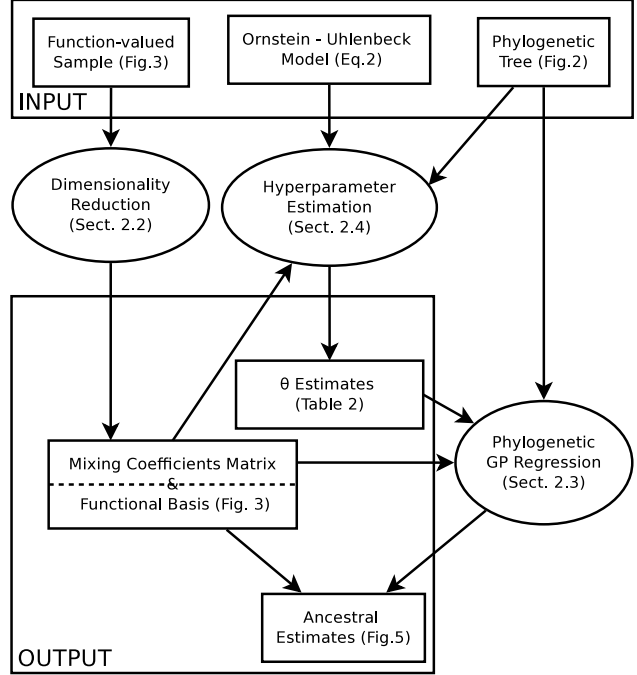 Function-valued
Sample (Fig.3)
Ornstein - Uhlenbeck
Model (Eq.2)
Phylogenetic
Tree (Fig.2)
INPUT
Dimensionality
Reduction
(Sect. 2.2)
Hyperparameter
Estimation
(Sect. 2.4)
θ Estimates
(Table 2)
Mixing Coefficients Matrix
&
Functional Basis (Fig. 3)
Phylogenetic
GP Regression
(Sect. 2.3)
Ancestral
Estimates (Fig.5)
OUTPUT